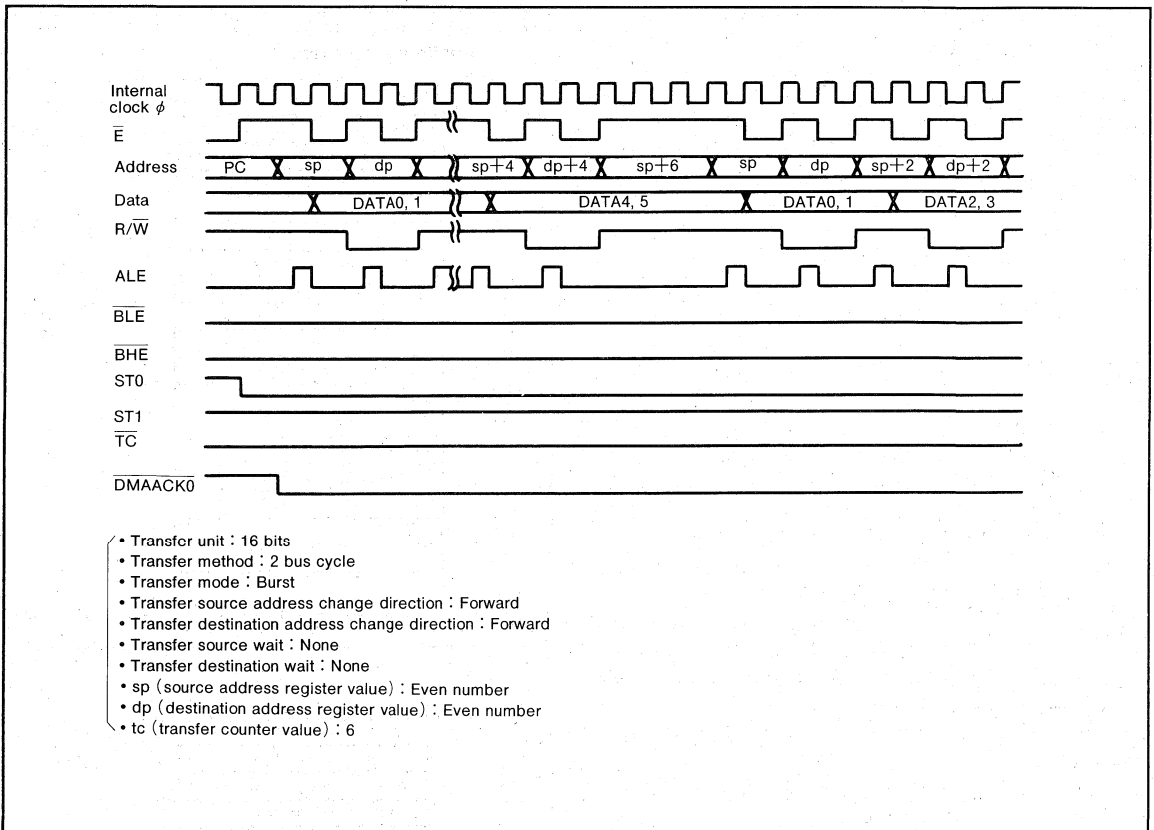 Internal
clock ϕ
E̅
Address PC sp dp sp+4 dp+4 sp+6 sp dp sp+2 dp+2
Data DATA0, 1 DATA4, 5 DATA0, 1 DATA2, 3
R/W̅
ALE
B̅L̅E̅
B̅H̅E̅
ST0
ST1
T̅C̅
D̅M̅A̅A̅C̅K̅0̅
• Transfer unit : 16 bits
• Transfer method : 2 bus cycle
• Transfer mode : Burst
• Transfer source address change direction : Forward
• Transfer destination address change direction : Forward
• Transfer source wait : None
• Transfer destination wait : None
• sp (source address register value) : Even number
• dp (destination address register value) : Even number
• tc (transfer counter value) : 6